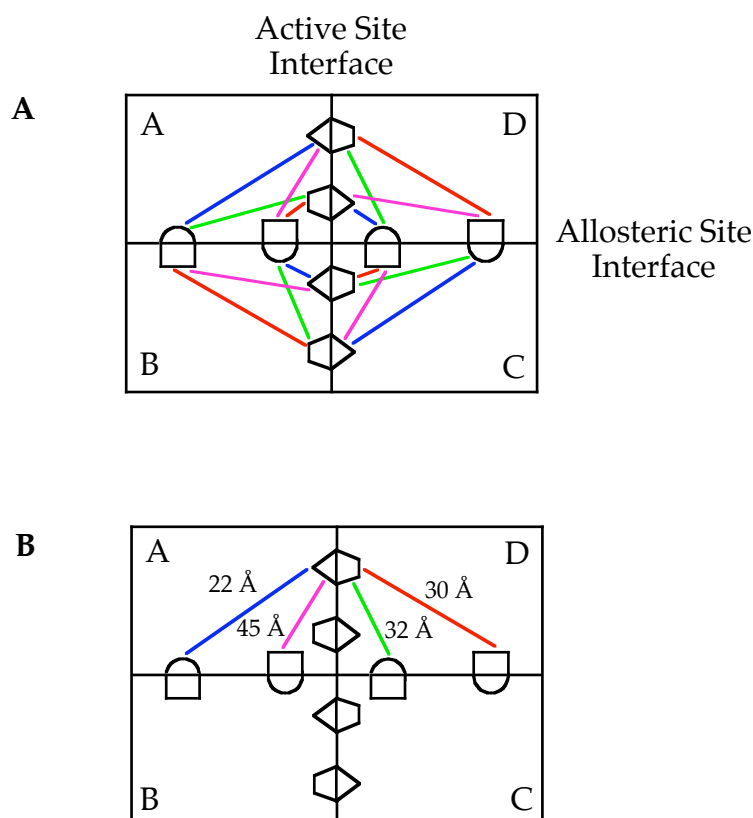 Active Site
Interface
A
A
D
Allosteric Site
Interface
B
C
B
A
D
22 Å
30 Å
45 Å
32 Å
B
C